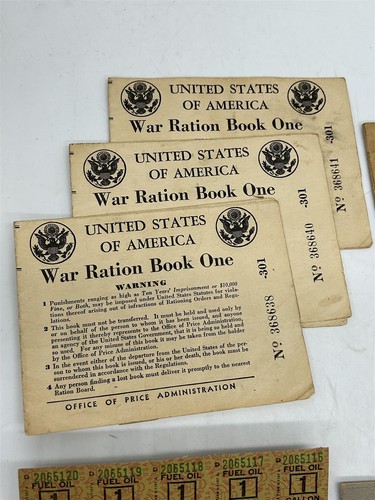 UNITED STATES
OF AMERICA
War Ration Book One
-301
Nº 368641
UNITED STATES
OF AMERICA
War Ration Book One
-301
Nº 368640
UNITED STATES
OF AMERICA
War Ration Book One
WARNING
1 Punishments ranging as high as Ten Years' Imprisonment or $10,000
Fine, or Both, may be imposed under United States Statutes for viola-
tions thereof arising out of infractions of Rationing Orders and Regu-
lations.
2 This book must not be transferred. It must be held and used only by
or on behalf of the person to whom it has been issued, and anyone
presenting it thereby represents to the Office of Price Administration,
an agency of the United States Government, that it is being so held and
so used. For any misuse of this book it may be taken from the holder
by the Office of Price Administration.
3 In the event either of the departure from the United States of the per-
son to whom this book is issued, or his or her death, the book must be
surrendered in accordance with the Regulations.
4 Any person finding a lost book must deliver it promptly to the nearest
Ration Board.
OFFICE OF PRICE ADMINISTRATION
-301
Nº 368638
D 2065120 D 2065119 D 2065118 D 2065117 D 2065116
FUEL OIL FUEL OIL FUEL OIL FUEL OIL FUEL OIL
1 1 1 1 1
GALLON